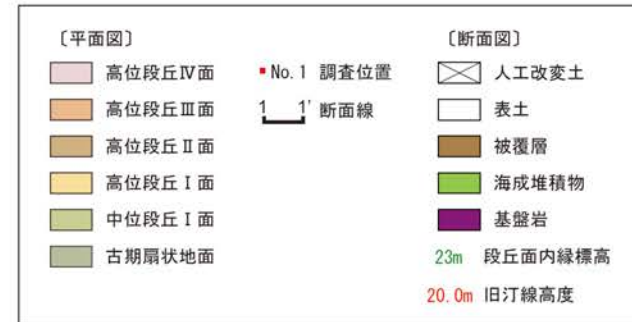 〔平面図〕
高位段丘Ⅳ面
高位段丘Ⅲ面
高位段丘Ⅱ面
高位段丘Ⅰ面
中位段丘Ⅰ面
古期扇状地面
No. 1 調査位置
1 1' 断面線
〔断面図〕
人工改変土
表土
被覆層
海成堆積物
基盤岩
23m 段丘面内縁標高
20.0m 旧汀線高度